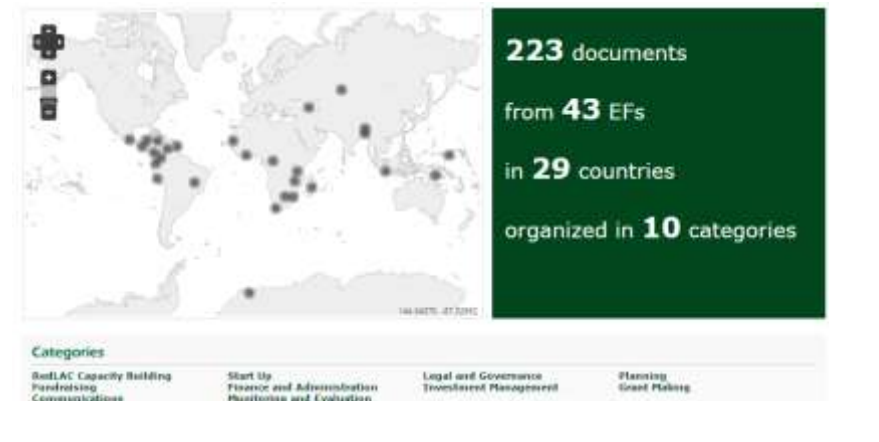 223 documents
from 43 EFs
in 29 countries
organized in 10 categories
Categories
RedLAC Capacity Building
Fundraising
Communications
Start Up
Finance and Administration
Monitoring and Evaluation
Legal and Governance
Investment Management
Planning
Grant Making